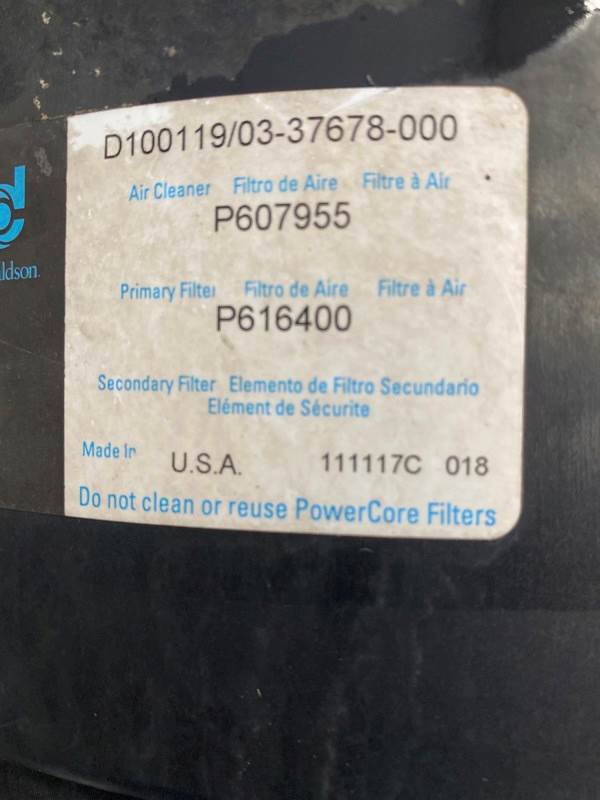 D100119/03-37678-000
Air Cleaner Filtro de Aire Filtre à Air
P607955
Primary Filter Filtro de Aire Filtre à Air
P616400
Secondary Filter Elemento de Filtro Secundario
Elément de Sécurite
Made In U.S.A. 111117C 018
Do not clean or reuse PowerCore Filters